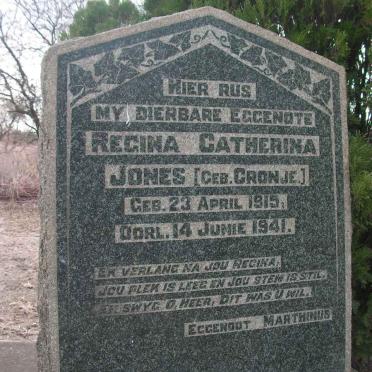 HIER RUS
MY DIERBARE EGGENOTE
REGINA CATHERINA
JONES [GEB. CRONJE.]
GEB. 23 APRIL 1915.
OORL. 14 JUNIE 1941.
EK VERLANG NA JOU REGINA,
JOU PLEK IS LEEG EN JOU STEM IS STIL.
EK SWYG O HEER, DIT WAS U WIL.
EGGENOOT MARTHINUS